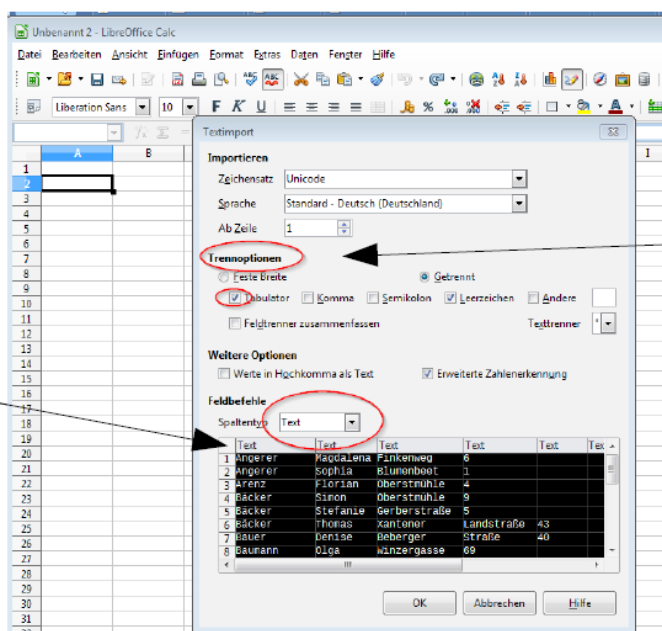 Unbenannt 2 - LibreOffice Calc
Datei Bearbeiten Ansicht Einfügen Format Extras Daten Fenster Hilfe
Liberation Sans 10 F K U
Textimport
A B I
Importieren
Zeichensatz Unicode
Sprache Standard - Deutsch (Deutschland)
Ab Zeile 1
Trennoptionen
Feste Breite Getrennt
Tabulator Komma Semikolon Leerzeichen Andere
Feldtrenner zusammenfassen Texttrenner "
Weitere Optionen
Werte in Hochkomma als Text Erweiterte Zahlenerkennung
Feldbefehle
Spaltentyp Text
Text Text Text Text Text Tex
1 Angerer Magdalena Finkenweg 6
2 Angerer Sophia Blumenbeet 1
3 Arenz Florian Oberstmühle 4
4 Bäcker Simon Oberstmühle 9
5 Bäcker Stefanie Gerberstraße 5
6 Bäcker Thomas Xantener Landstraße 43
7 Bauer Denise Beberger Straße 40
8 Baumann Olga Winzergasse 69
OK Abbrechen Hilfe
1
2
3
4
5
6
7
8
9
10
11
12
13
14
15
16
17
18
19
20
21
22
23
24
25
26
27
28
29
30
31